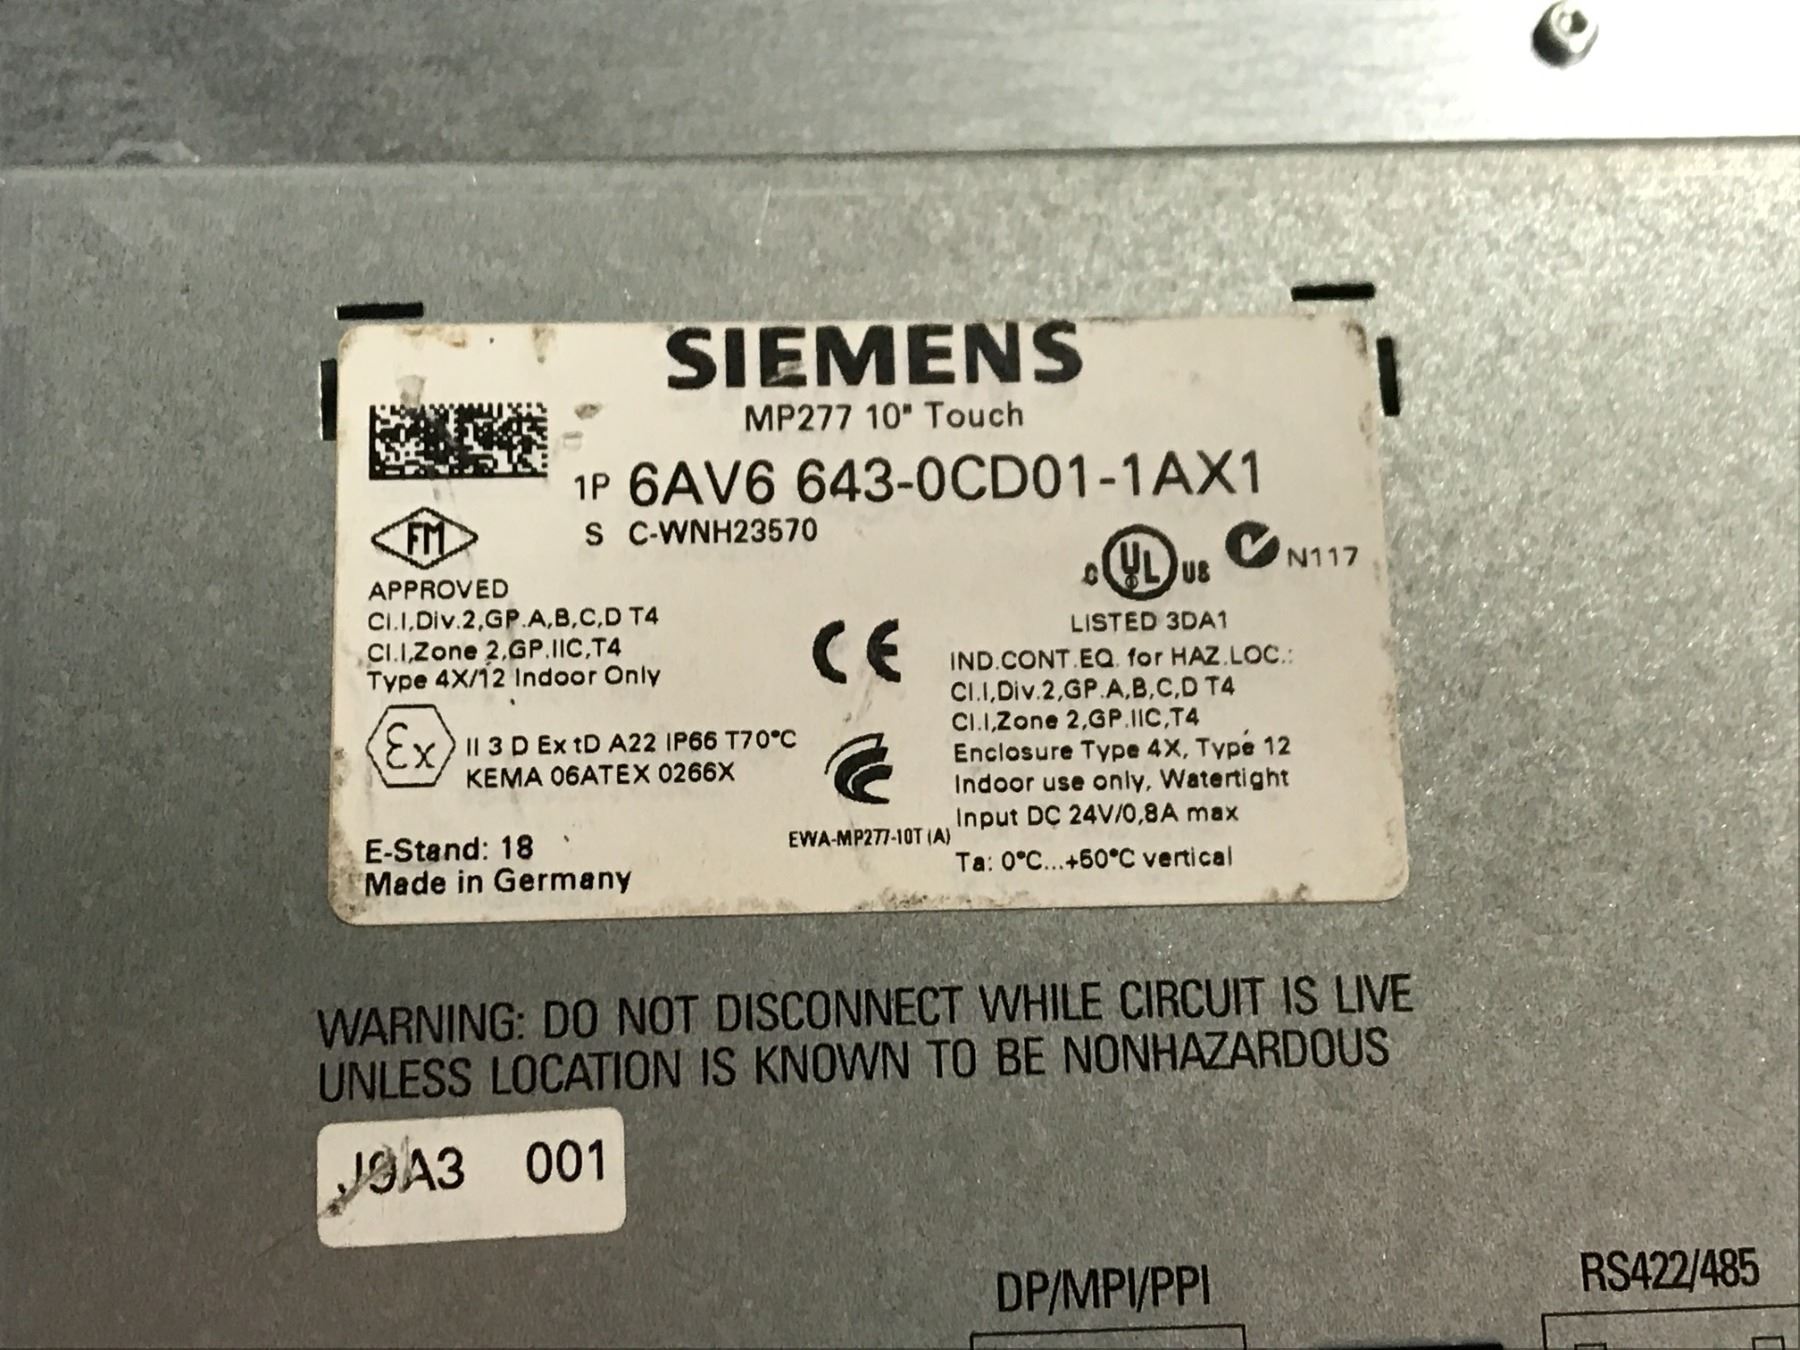 SIEMENS
MP277 10" Touch
1P 6AV6 643-0CD01-1AX1
S C-WNH23570
FM
APPROVED
Cl.I,Div.2,GP.A,B,C,D T4
Cl.I,Zone 2,GP.IIC,T4
Type 4X/12 Indoor Only
Ex
II 3 D Ex tD A22 IP66 T70°C
KEMA 06ATEX 0266X
E-Stand: 18
Made in Germany
CE
EWA-MP277-10T (A)
c UL us N117
LISTED 3DA1
IND.CONT.EQ. for HAZ.LOC.:
Cl.I,Div.2,GP.A,B,C,D T4
Cl.I,Zone 2,GP.IIC,T4
Enclosure Type 4X, Type 12
Indoor use only, Watertight
Input DC 24V/0,8A max
Ta: 0°C...+50°C vertical
WARNING: DO NOT DISCONNECT WHILE CIRCUIT IS LIVE
UNLESS LOCATION IS KNOWN TO BE NONHAZARDOUS
J9A3 001
DP/MPI/PPI
RS422/485